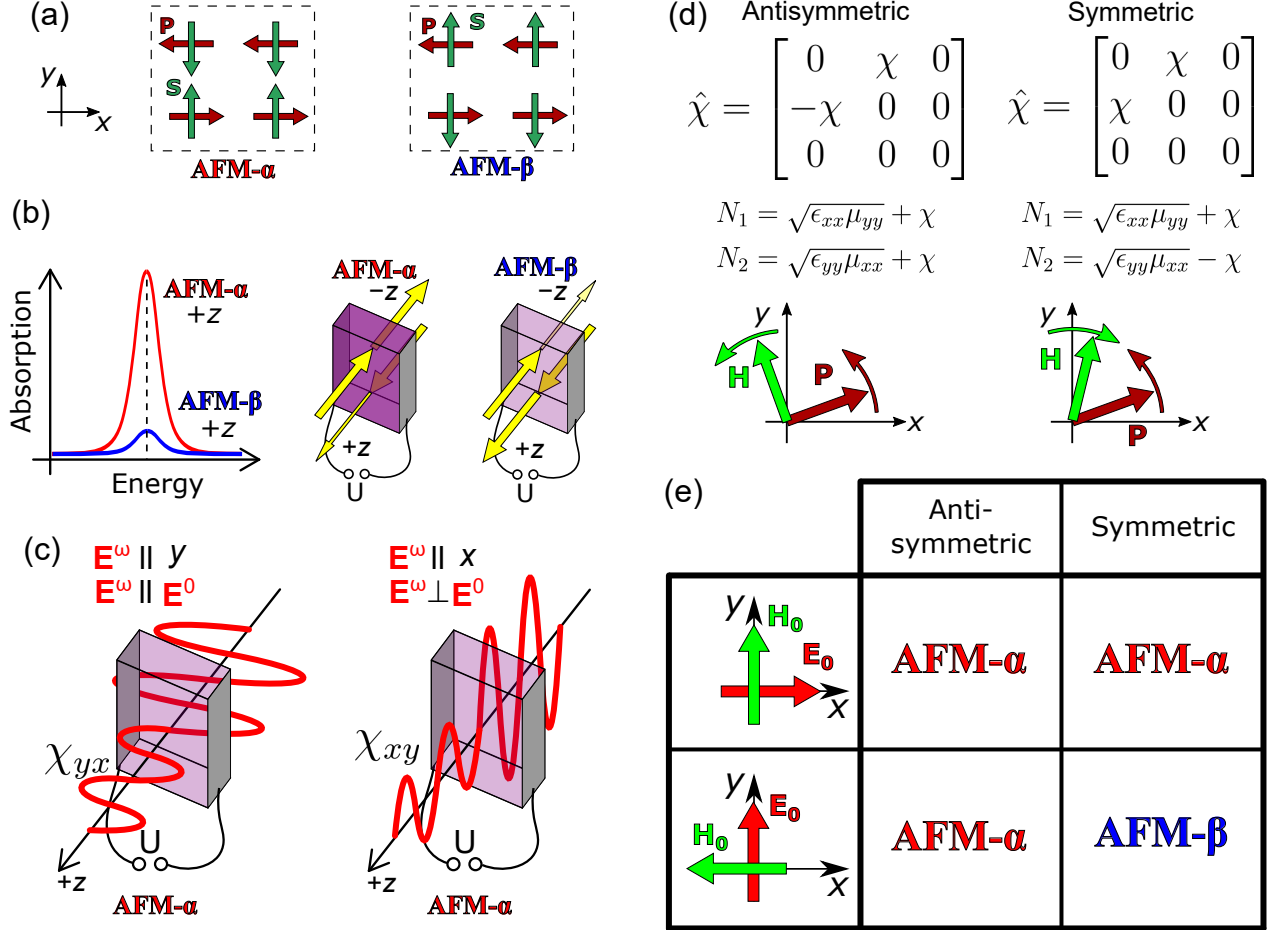 (a)
P
S
y
x
AFM-α
P
S
AFM-β
(b)
Absorption
Energy
AFM-α
+z
AFM-β
+z
AFM-α
−z
+z
U
AFM-β
−z
+z
U
(c)
E^ω || y
E^ω || E^0
χ_yx
U
+z
AFM-α
E^ω || x
E^ω ⊥ E^0
χ_xy
U
+z
AFM-α
(d)
Antisymmetric
χ̂ = [0 χ 0
−χ 0 0
0 0 0]
N_1 = √(ϵ_xx μ_yy) + χ
N_2 = √(ϵ_yy μ_xx) + χ
y
H
P
x
Symmetric
χ̂ = [0 χ 0
χ 0 0
0 0 0]
N_1 = √(ϵ_xx μ_yy) + χ
N_2 = √(ϵ_yy μ_xx) − χ
y
H
P
x
(e)
Anti-
symmetric
Symmetric
y
H_0
E_0
x
AFM-α
AFM-α
y
E_0
H_0
x
AFM-α
AFM-β